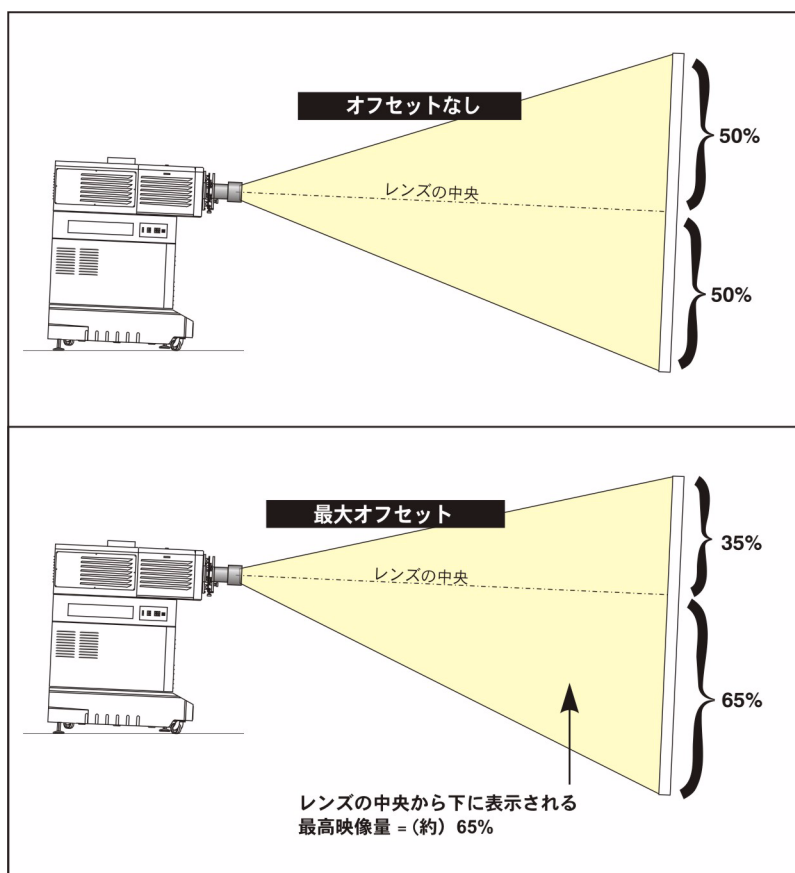 オフセットなし
50%
レンズの中央
50%
最大オフセット
35%
レンズの中央
65%
レンズの中央から下に表示される
最高映像量 = (約) 65%